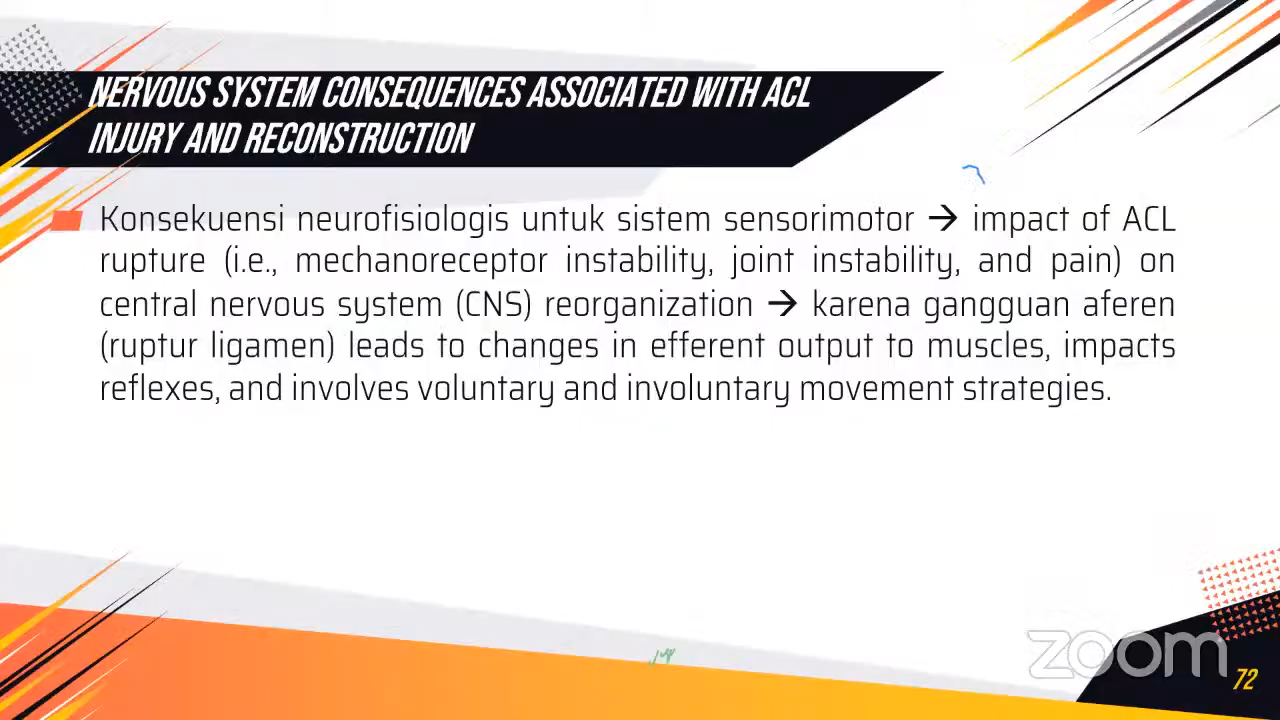 NERVOUS SYSTEM CONSEQUENCES ASSOCIATED WITH ACL
INJURY AND RECONSTRUCTION
Konsekuensi neurofisiologis untuk sistem sensorimotor → impact of ACL
rupture (i.e., mechanoreceptor instability, joint instability, and pain) on
central nervous system (CNS) reorganization → karena gangguan aferen
(ruptur ligamen) leads to changes in efferent output to muscles, impacts
reflexes, and involves voluntary and involuntary movement strategies.
zoom
72